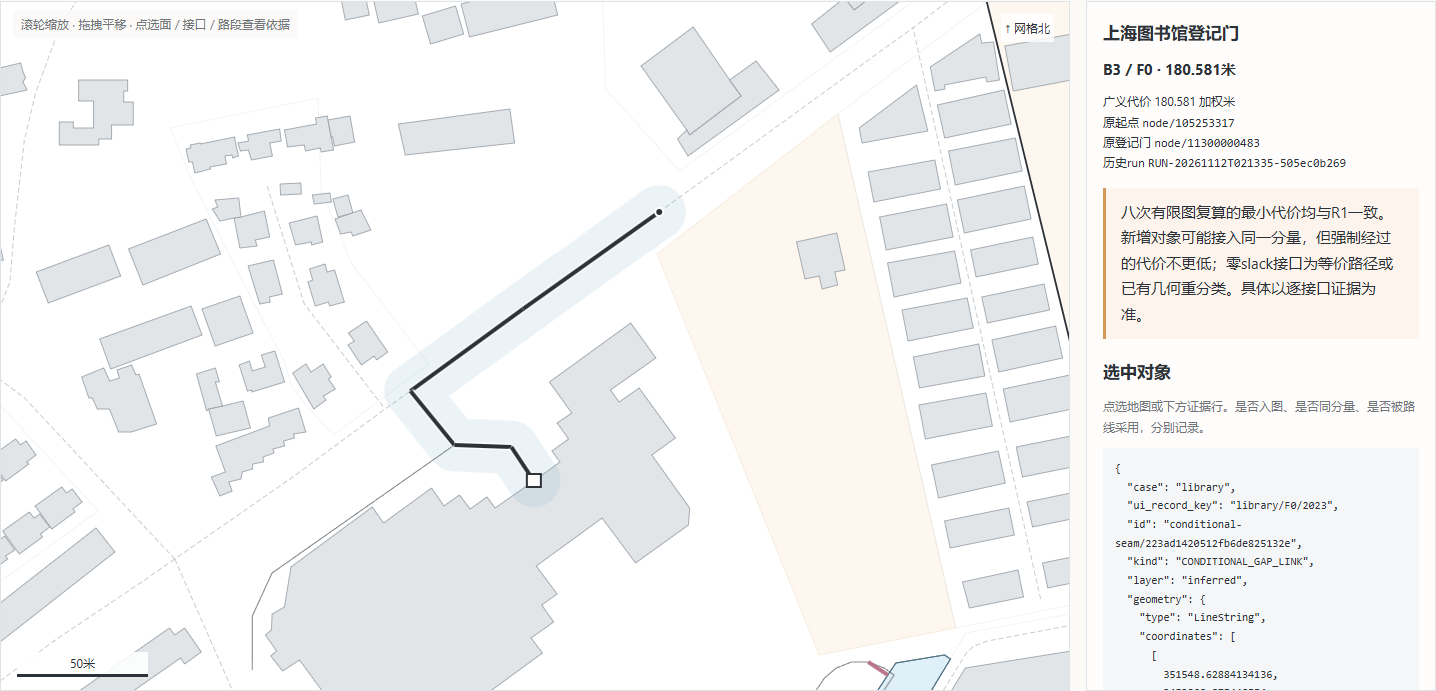 滚轮缩放 · 拖拽平移 · 点选面 / 接口 / 路段查看依据
↑ 网格北
50米
上海图书馆登记门
B3 / F0 · 180.581米
广义代价 180.581 加权米
原起点 node/105253317
原登记门 node/11300000483
历史run RUN-20261112T021335-505ec0b269
八次有限图复算的最小代价均与R1一致。
新增对象可能接入同一分量，但强制经过
的代价不更低；零slack接口为等价路径或
已有几何重分类。具体以逐接口证据为
准。
选中对象
点选地图或下方证据行。是否入图、是否同分量、是否被路
线采用，分别记录。
{
"case": "library",
"ui_record_key": "library/F0/2023",
"id": "conditional-
seam/223ad1420512fb6de825132e",
"kind": "CONDITIONAL_GAP_LINK",
"layer": "inferred",
"geometry": {
"type": "LineString",
"coordinates": [
[
351548.62884134136,